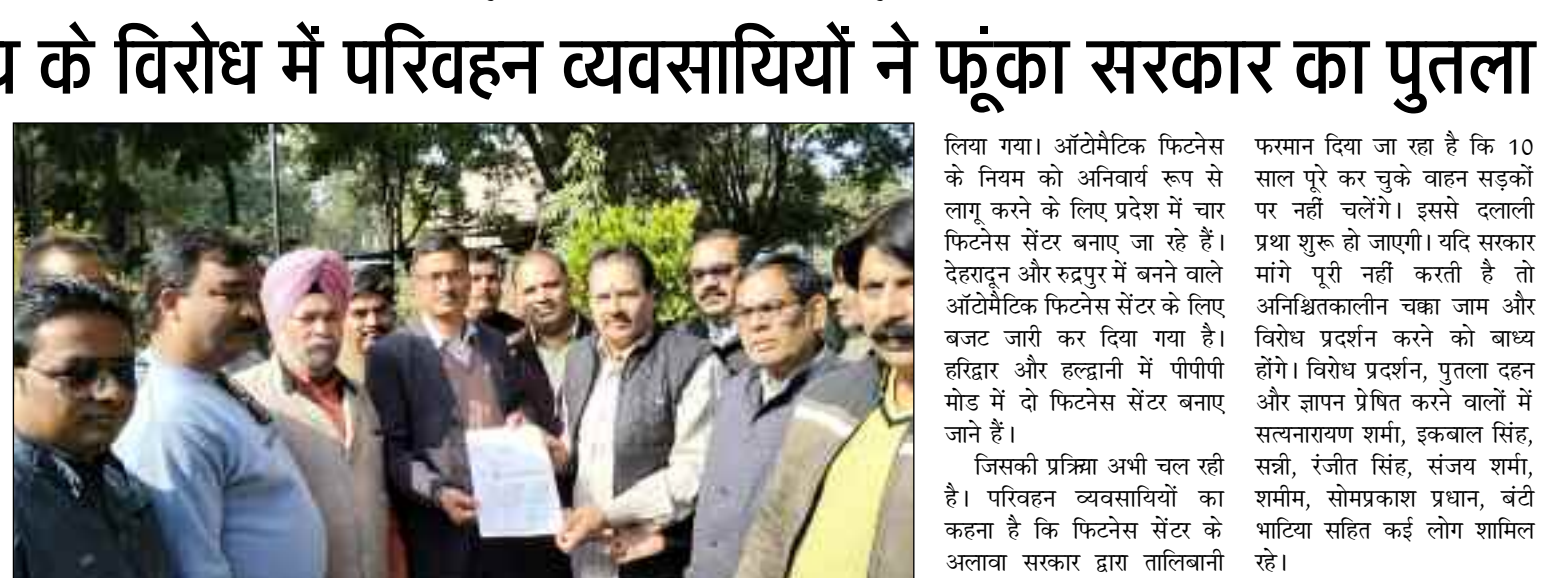 के विरोध में परिवहन व्यवसायियों ने फूंका सरकार का पुतला
लिया गया। ऑटोमैटिक फिटनेस
के नियम को अनिवार्य रूप से
लागू करने के लिए प्रदेश में चार
फिटनेस सेंटर बनाए जा रहे हैं।
देहरादून और रुद्रपुर में बनने वाले
ऑटोमैटिक फिटनेस सेंटर के लिए
बजट जारी कर दिया गया है।
हरिद्वार और हल्द्वानी में पीपीपी
मोड में दो फिटनेस सेंटर बनाए
जाने हैं।
जिसकी प्रक्रिया अभी चल रही
है। परिवहन व्यवसायियों का
कहना है कि फिटनेस सेंटर के
अलावा सरकार द्वारा तालिबानी
फरमान दिया जा रहा है कि 10
साल पूरे कर चुके वाहन सड़कों
पर नहीं चलेंगे। इससे दलाली
प्रथा शुरू हो जाएगी। यदि सरकार
मांगे पूरी नहीं करती है तो
अनिश्चितकालीन चक्का जाम और
विरोध प्रदर्शन करने को बाध्य
होंगे। विरोध प्रदर्शन, पुतला दहन
और ज्ञापन प्रेषित करने वालों में
सत्यनारायण शर्मा, इकबाल सिंह,
सन्नी, रंजीत सिंह, संजय शर्मा,
शमीम, सोमप्रकाश प्रधान, बंटी
भाटिया सहित कई लोग शामिल
रहे।